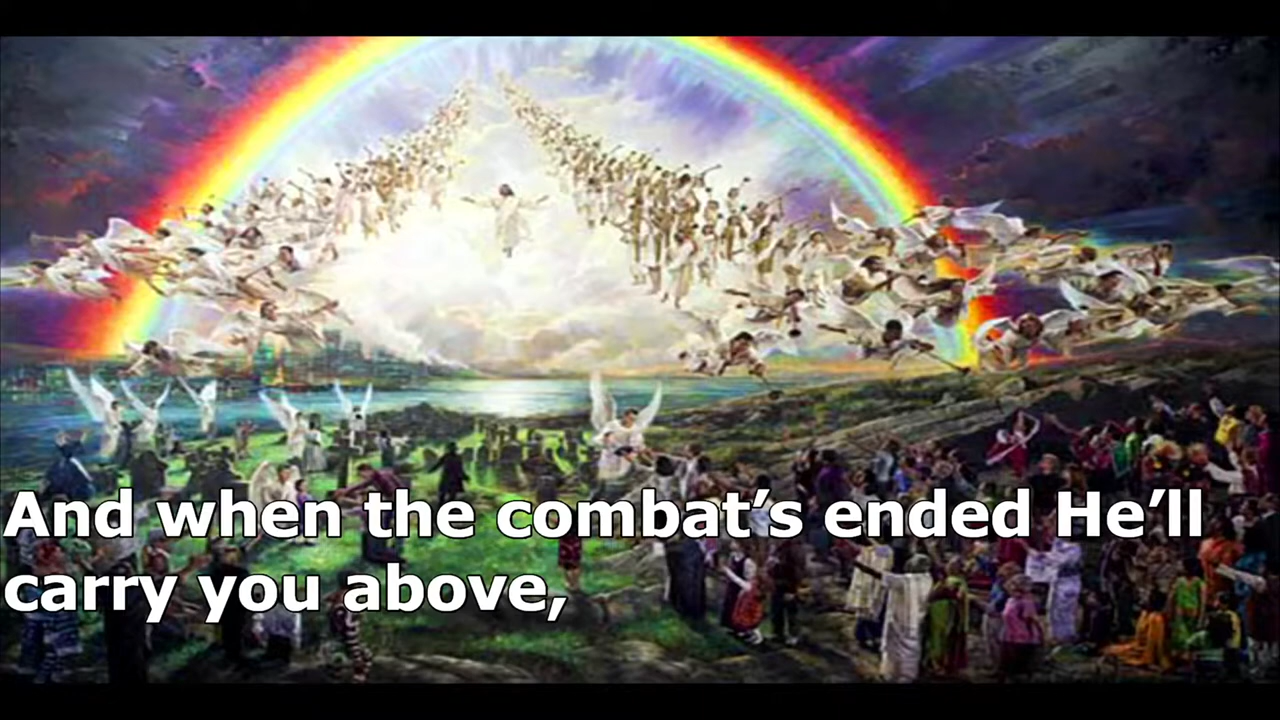 And when the combat’s ended He’ll
carry you above,